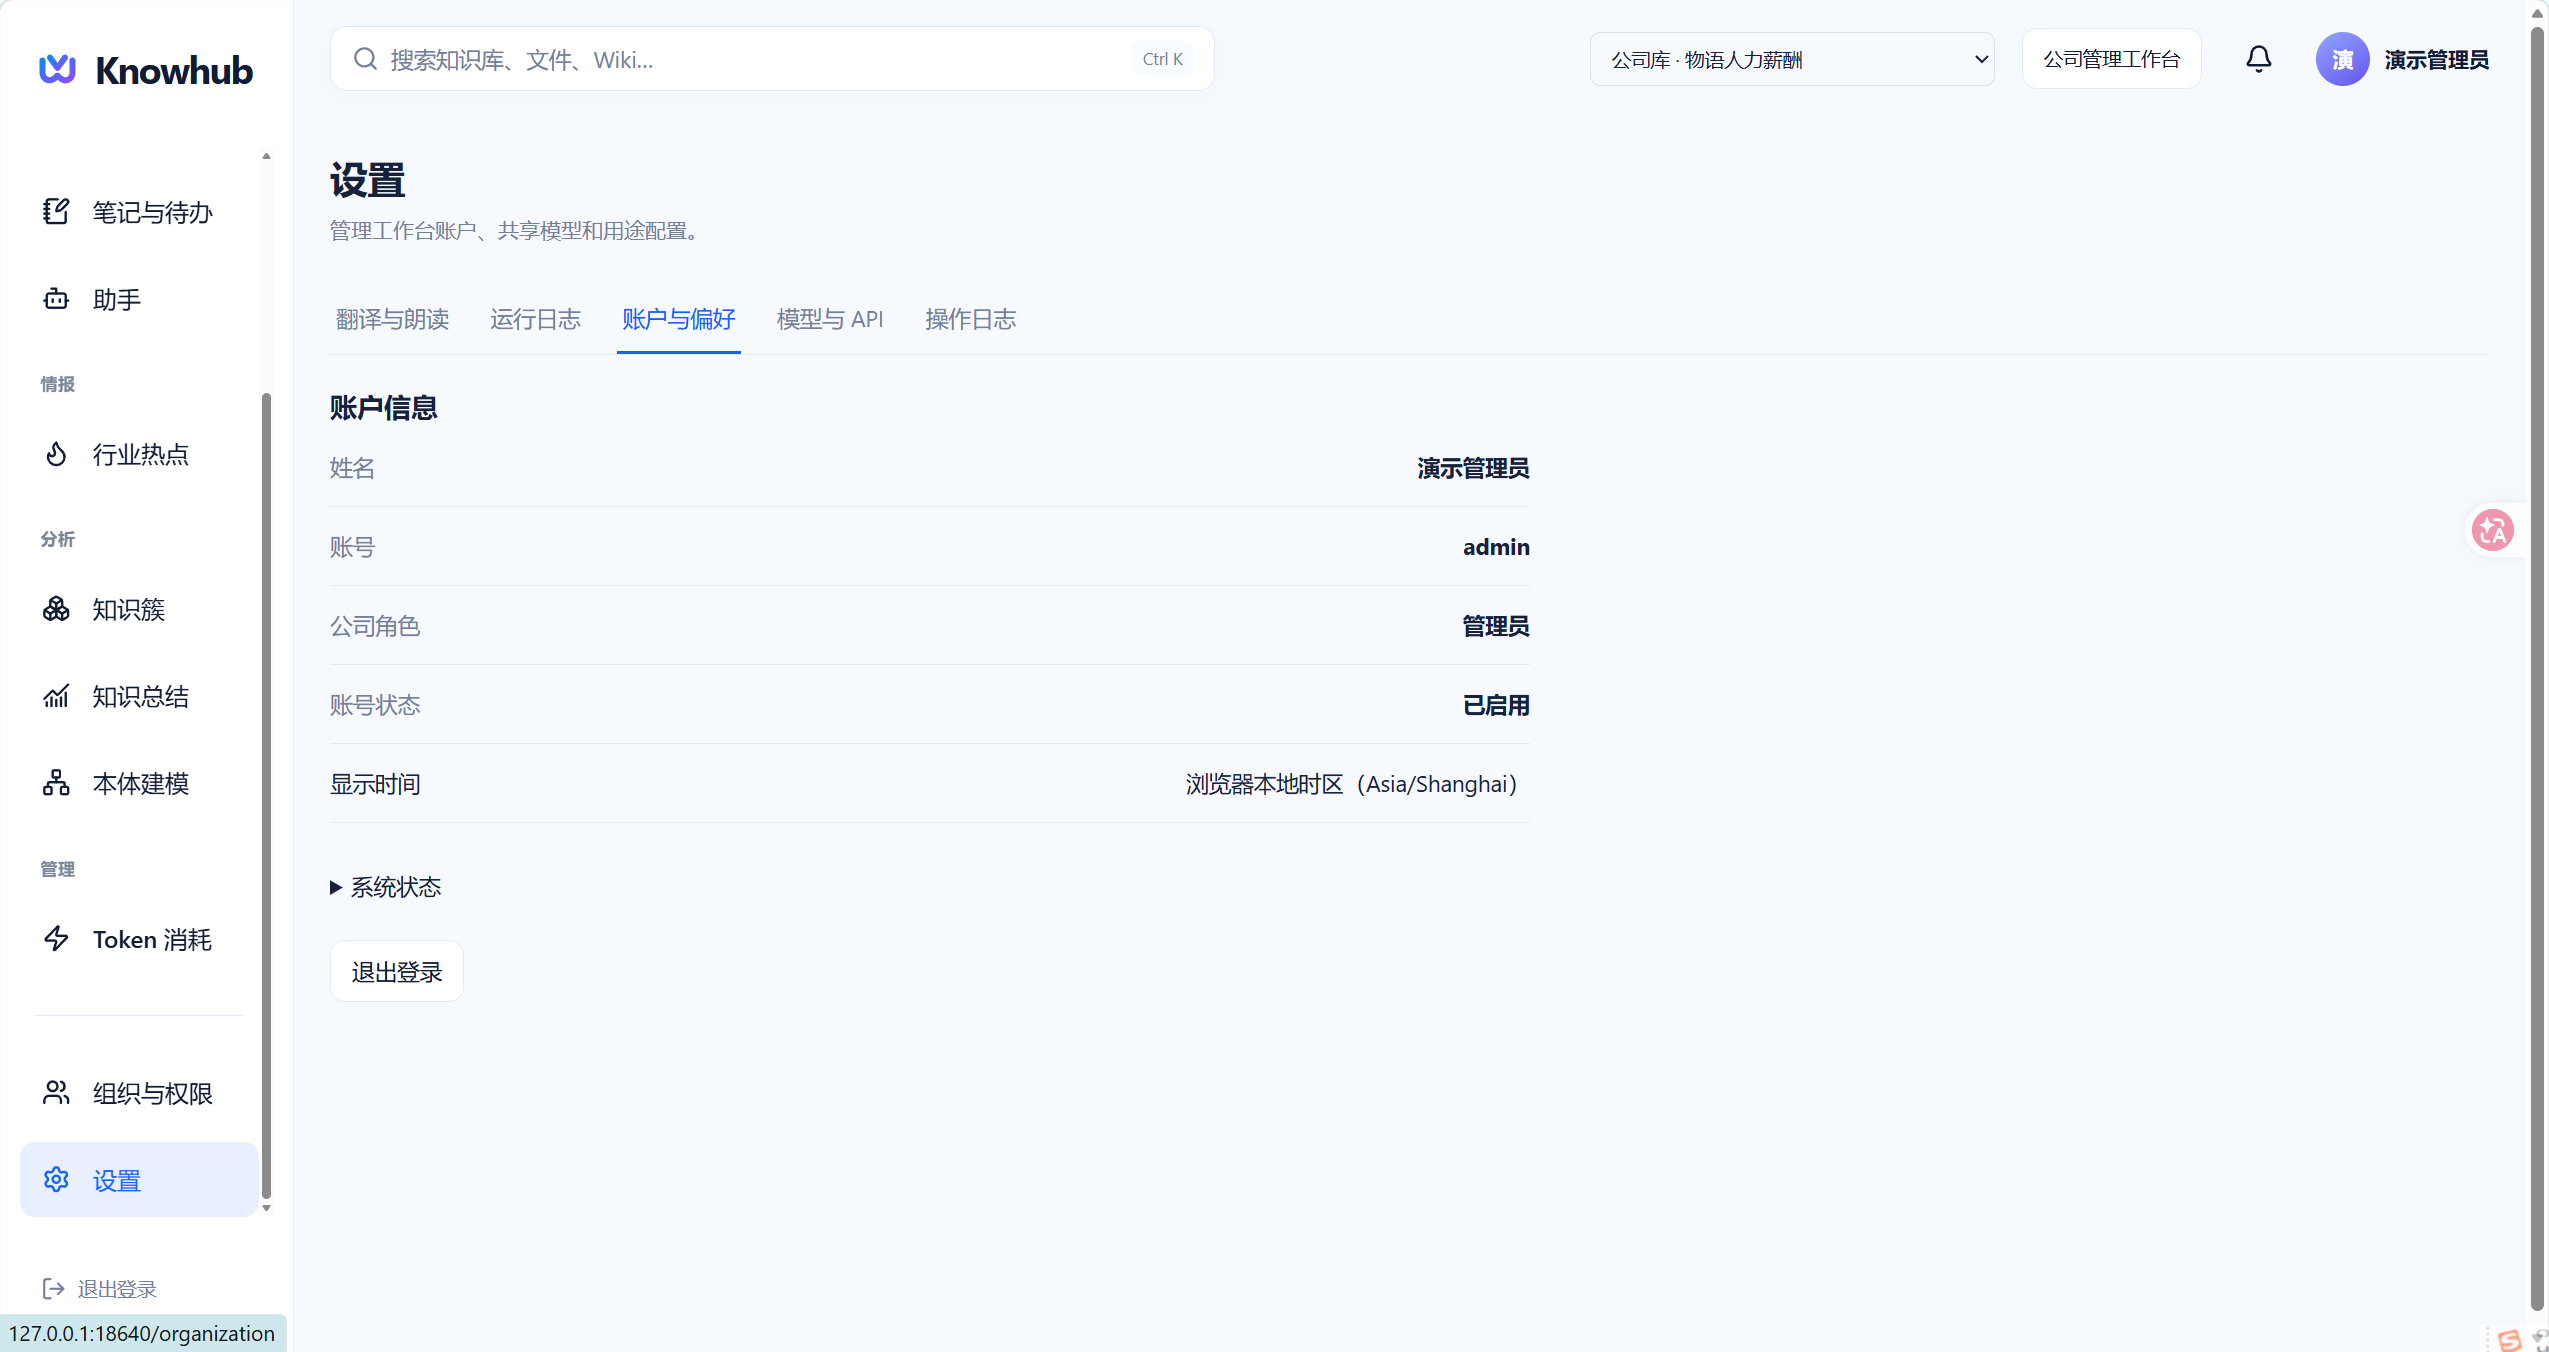 Knowhub
搜索知识库、文件、Wiki... Ctrl K
公司库 · 物语人力薪酬
公司管理工作台
演 演示管理员
笔记与待办
助手
情报
行业热点
分析
知识簇
知识总结
本体建模
管理
Token 消耗
组织与权限
设置
退出登录
127.0.0.1:18640/organization
设置
管理工作台账户、共享模型和用途配置。
翻译与朗读 运行日志 账户与偏好 模型与 API 操作日志
账户信息
姓名 演示管理员
账号 admin
公司角色 管理员
账号状态 已启用
显示时间 浏览器本地时区（Asia/Shanghai）
系统状态
退出登录